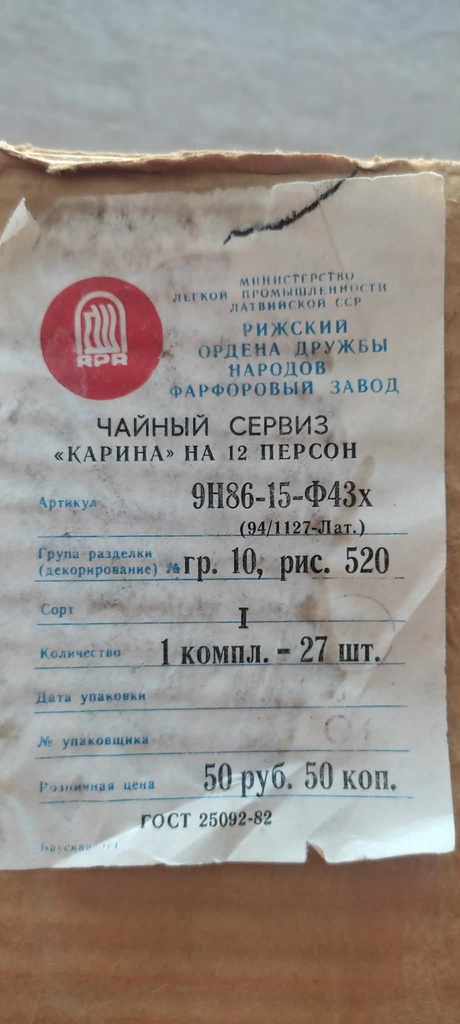 RPR
МИНИСТЕРСТВО
ЛЕГКОЙ ПРОМЫШЛЕННОСТИ
ЛАТВИЙСКОЙ ССР
РИЖСКИЙ
ОРДЕНА ДРУЖБЫ
НАРОДОВ
ФАРФОРОВЫЙ ЗАВОД
ЧАЙНЫЙ СЕРВИЗ
«КАРИНА» НА 12 ПЕРСОН
Артикул 9Н86-15-Ф43х
(94/1127-Лат.)
Група разделки
(декорирование) № гр. 10, рис. 520
Сорт I
Количество 1 компл. - 27 шт.
Дата упаковки
№ упаковщика 01
Розничная цена 50 руб. 50 коп.
ГОСТ 25092-82